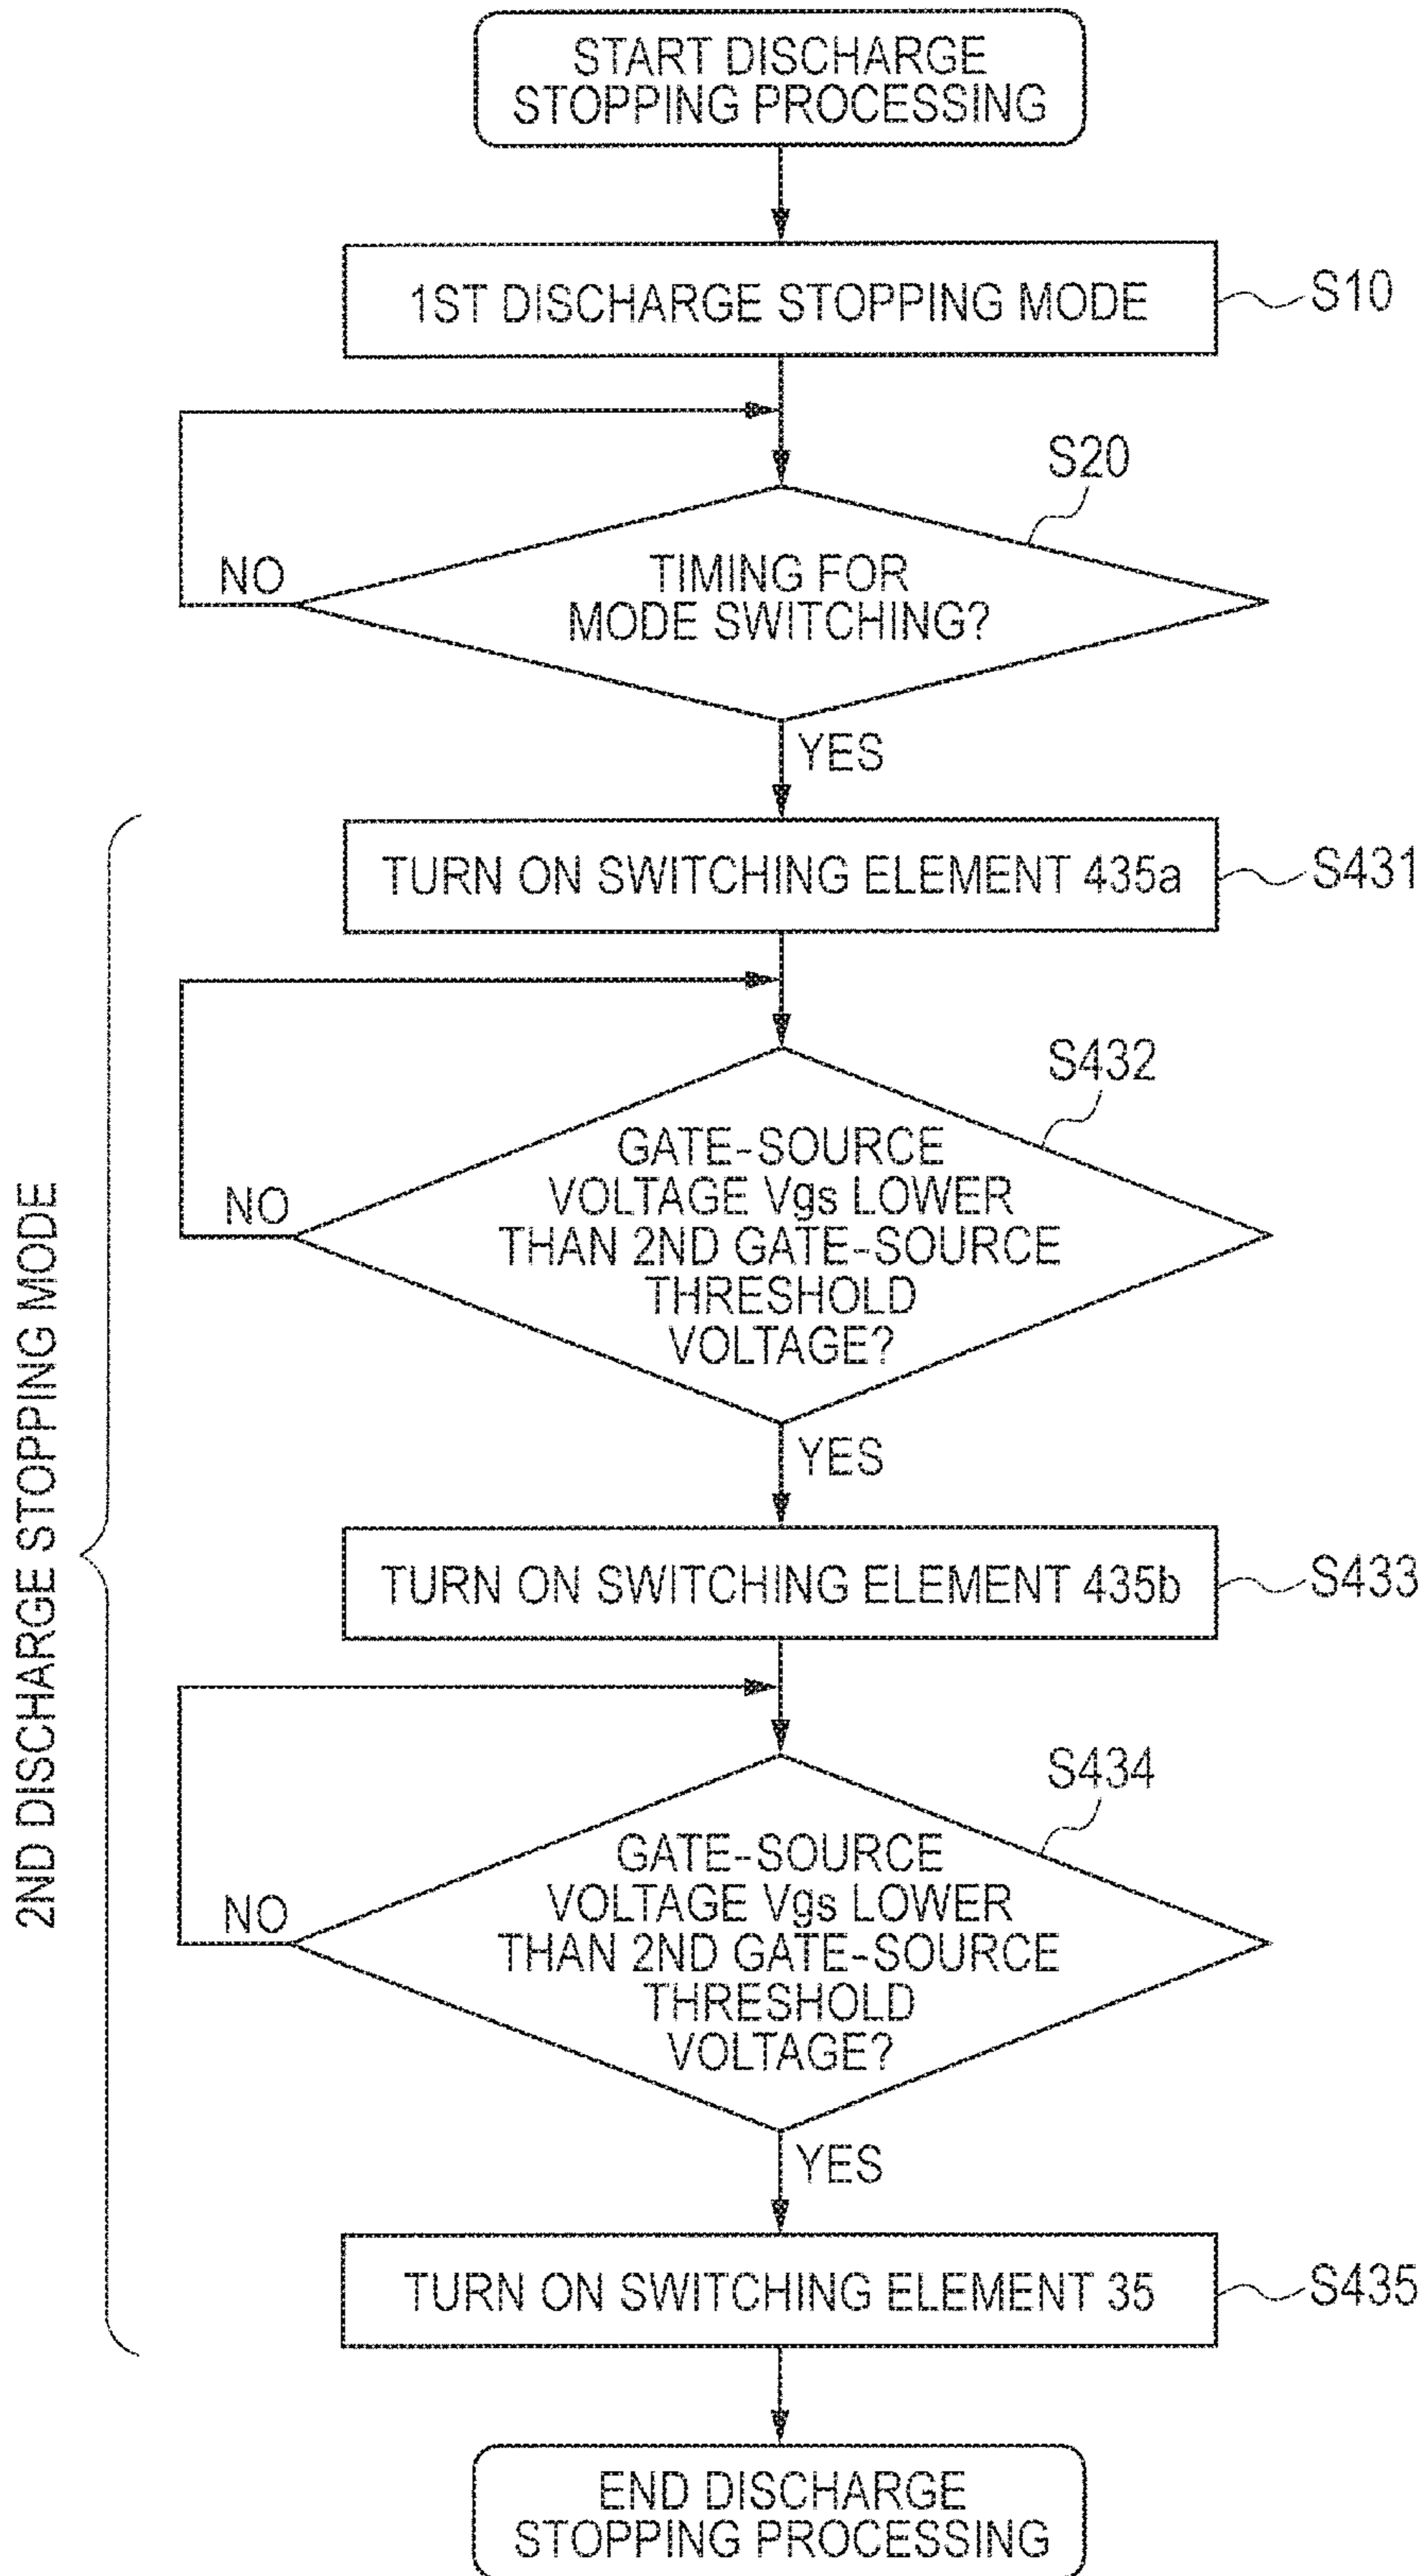 START DISCHARGE
STOPPING PROCESSING
1ST DISCHARGE STOPPING MODE
S10
S20
TIMING FOR
MODE SWITCHING?
NO
YES
2ND DISCHARGE STOPPING MODE
TURN ON SWITCHING ELEMENT 435a
S431
S432
GATE-SOURCE
VOLTAGE Vgs LOWER
THAN 2ND GATE-SOURCE
THRESHOLD
VOLTAGE?
NO
YES
TURN ON SWITCHING ELEMENT 435b
S433
S434
GATE-SOURCE
VOLTAGE Vgs LOWER
THAN 2ND GATE-SOURCE
THRESHOLD
VOLTAGE?
NO
YES
TURN ON SWITCHING ELEMENT 35
S435
END DISCHARGE
STOPPING PROCESSING